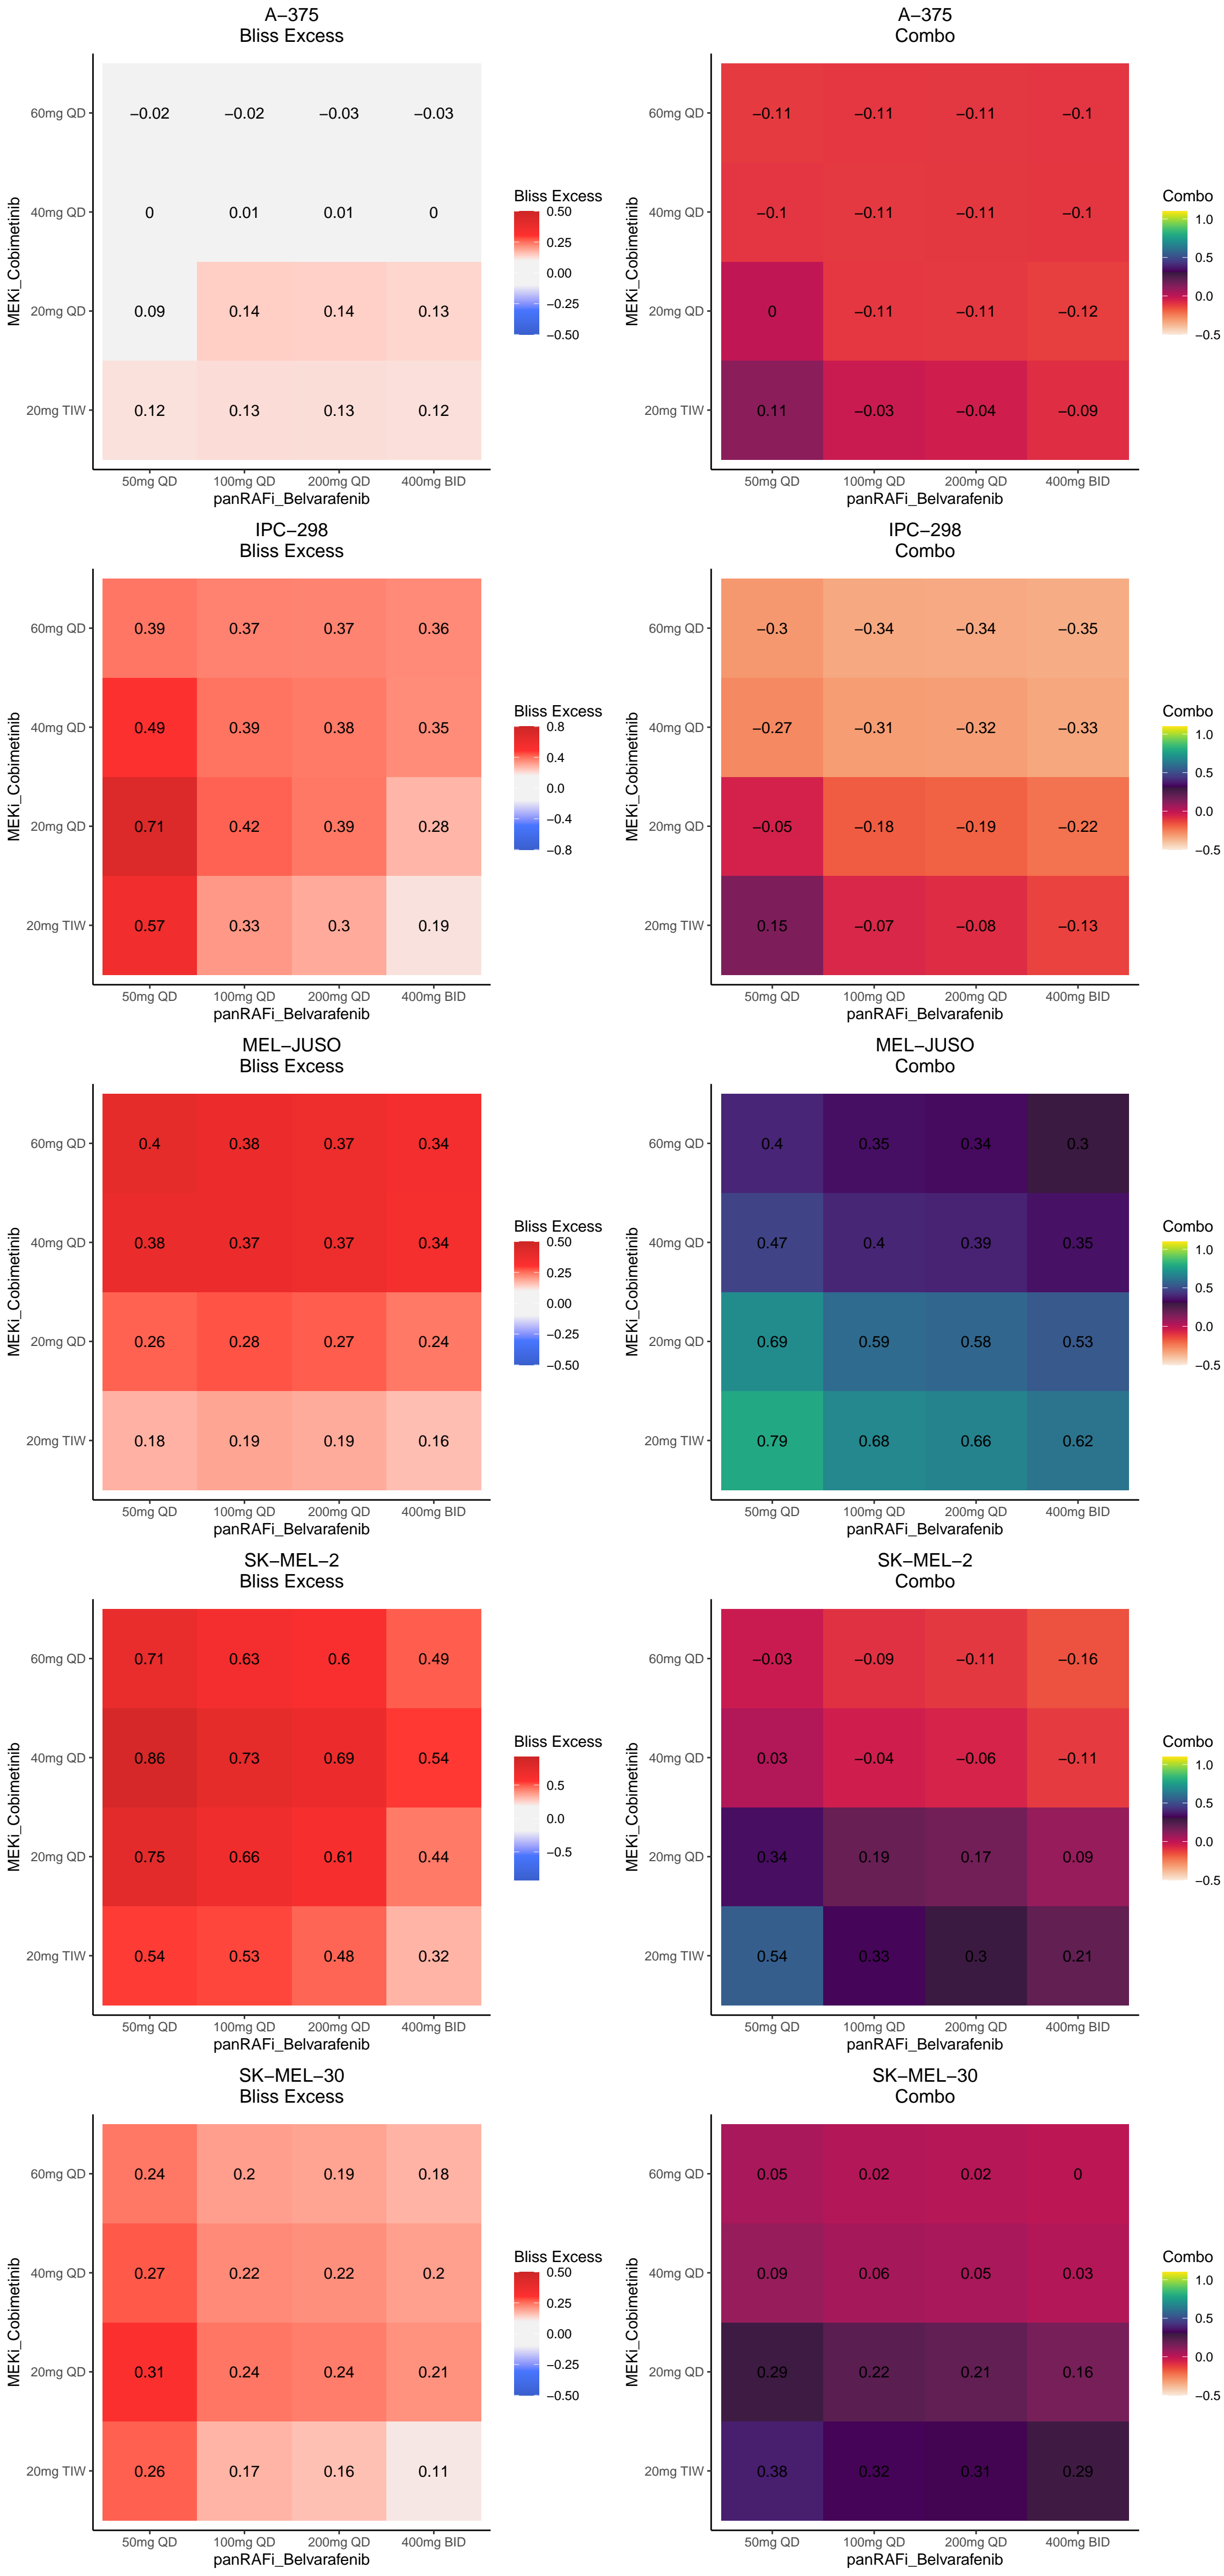 A−375
Bliss Excess
60mg QD
−0.02 −0.02 −0.03 −0.03
40mg QD
0 0.01 0.01 0
20mg QD
0.09 0.14 0.14 0.13
20mg TIW
0.12 0.13 0.13 0.12
50mg QD 100mg QD 200mg QD 400mg BID
panRAFi_Belvarafenib
MEKi_Cobimetinib
Bliss Excess
0.50
0.25
0.00
−0.25
−0.50
A−375
Combo
60mg QD
−0.11 −0.11 −0.11 −0.1
40mg QD
−0.1 −0.11 −0.11 −0.1
20mg QD
0 −0.11 −0.11 −0.12
20mg TIW
0.11 −0.03 −0.04 −0.09
50mg QD 100mg QD 200mg QD 400mg BID
panRAFi_Belvarafenib
MEKi_Cobimetinib
Combo
1.0
0.5
0.0
−0.5
IPC−298
Bliss Excess
60mg QD
0.39 0.37 0.37 0.36
40mg QD
0.49 0.39 0.38 0.35
20mg QD
0.71 0.42 0.39 0.28
20mg TIW
0.57 0.33 0.3 0.19
50mg QD 100mg QD 200mg QD 400mg BID
panRAFi_Belvarafenib
MEKi_Cobimetinib
Bliss Excess
0.8
0.4
0.0
−0.4
−0.8
IPC−298
Combo
60mg QD
−0.3 −0.34 −0.34 −0.35
40mg QD
−0.27 −0.31 −0.32 −0.33
20mg QD
−0.05 −0.18 −0.19 −0.22
20mg TIW
0.15 −0.07 −0.08 −0.13
50mg QD 100mg QD 200mg QD 400mg BID
panRAFi_Belvarafenib
MEKi_Cobimetinib
Combo
1.0
0.5
0.0
−0.5
MEL−JUSO
Bliss Excess
60mg QD
0.4 0.38 0.37 0.34
40mg QD
0.38 0.37 0.37 0.34
20mg QD
0.26 0.28 0.27 0.24
20mg TIW
0.18 0.19 0.19 0.16
50mg QD 100mg QD 200mg QD 400mg BID
panRAFi_Belvarafenib
MEKi_Cobimetinib
Bliss Excess
0.50
0.25
0.00
−0.25
−0.50
MEL−JUSO
Combo
60mg QD
0.4 0.35 0.34 0.3
40mg QD
0.47 0.4 0.39 0.35
20mg QD
0.69 0.59 0.58 0.53
20mg TIW
0.79 0.68 0.66 0.62
50mg QD 100mg QD 200mg QD 400mg BID
panRAFi_Belvarafenib
MEKi_Cobimetinib
Combo
1.0
0.5
0.0
−0.5
SK−MEL−2
Bliss Excess
60mg QD
0.71 0.63 0.6 0.49
40mg QD
0.86 0.73 0.69 0.54
20mg QD
0.75 0.66 0.61 0.44
20mg TIW
0.54 0.53 0.48 0.32
50mg QD 100mg QD 200mg QD 400mg BID
panRAFi_Belvarafenib
MEKi_Cobimetinib
Bliss Excess
0.5
0.0
−0.5
SK−MEL−2
Combo
60mg QD
−0.03 −0.09 −0.11 −0.16
40mg QD
0.03 −0.04 −0.06 −0.11
20mg QD
0.34 0.19 0.17 0.09
20mg TIW
0.54 0.33 0.3 0.21
50mg QD 100mg QD 200mg QD 400mg BID
panRAFi_Belvarafenib
MEKi_Cobimetinib
Combo
1.0
0.5
0.0
−0.5
SK−MEL−30
Bliss Excess
60mg QD
0.24 0.2 0.19 0.18
40mg QD
0.27 0.22 0.22 0.2
20mg QD
0.31 0.24 0.24 0.21
20mg TIW
0.26 0.17 0.16 0.11
50mg QD 100mg QD 200mg QD 400mg BID
panRAFi_Belvarafenib
MEKi_Cobimetinib
Bliss Excess
0.50
0.25
0.00
−0.25
−0.50
SK−MEL−30
Combo
60mg QD
0.05 0.02 0.02 0
40mg QD
0.09 0.06 0.05 0.03
20mg QD
0.29 0.22 0.21 0.16
20mg TIW
0.38 0.32 0.31 0.29
50mg QD 100mg QD 200mg QD 400mg BID
panRAFi_Belvarafenib
MEKi_Cobimetinib
Combo
1.0
0.5
0.0
−0.5